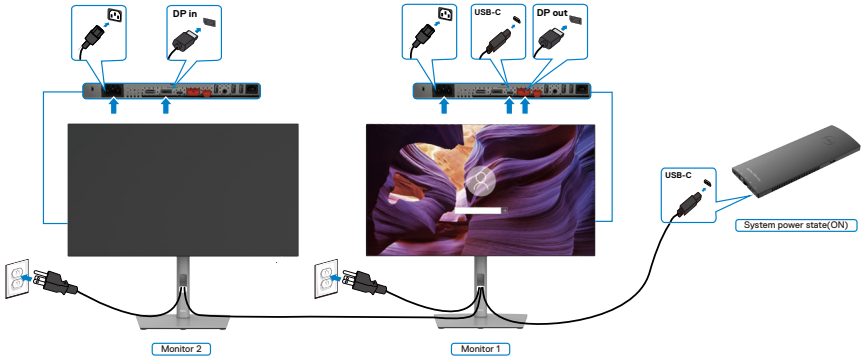 DP in
USB-C
DP out
USB-C
System power state(ON)
Monitor 2
Monitor 1